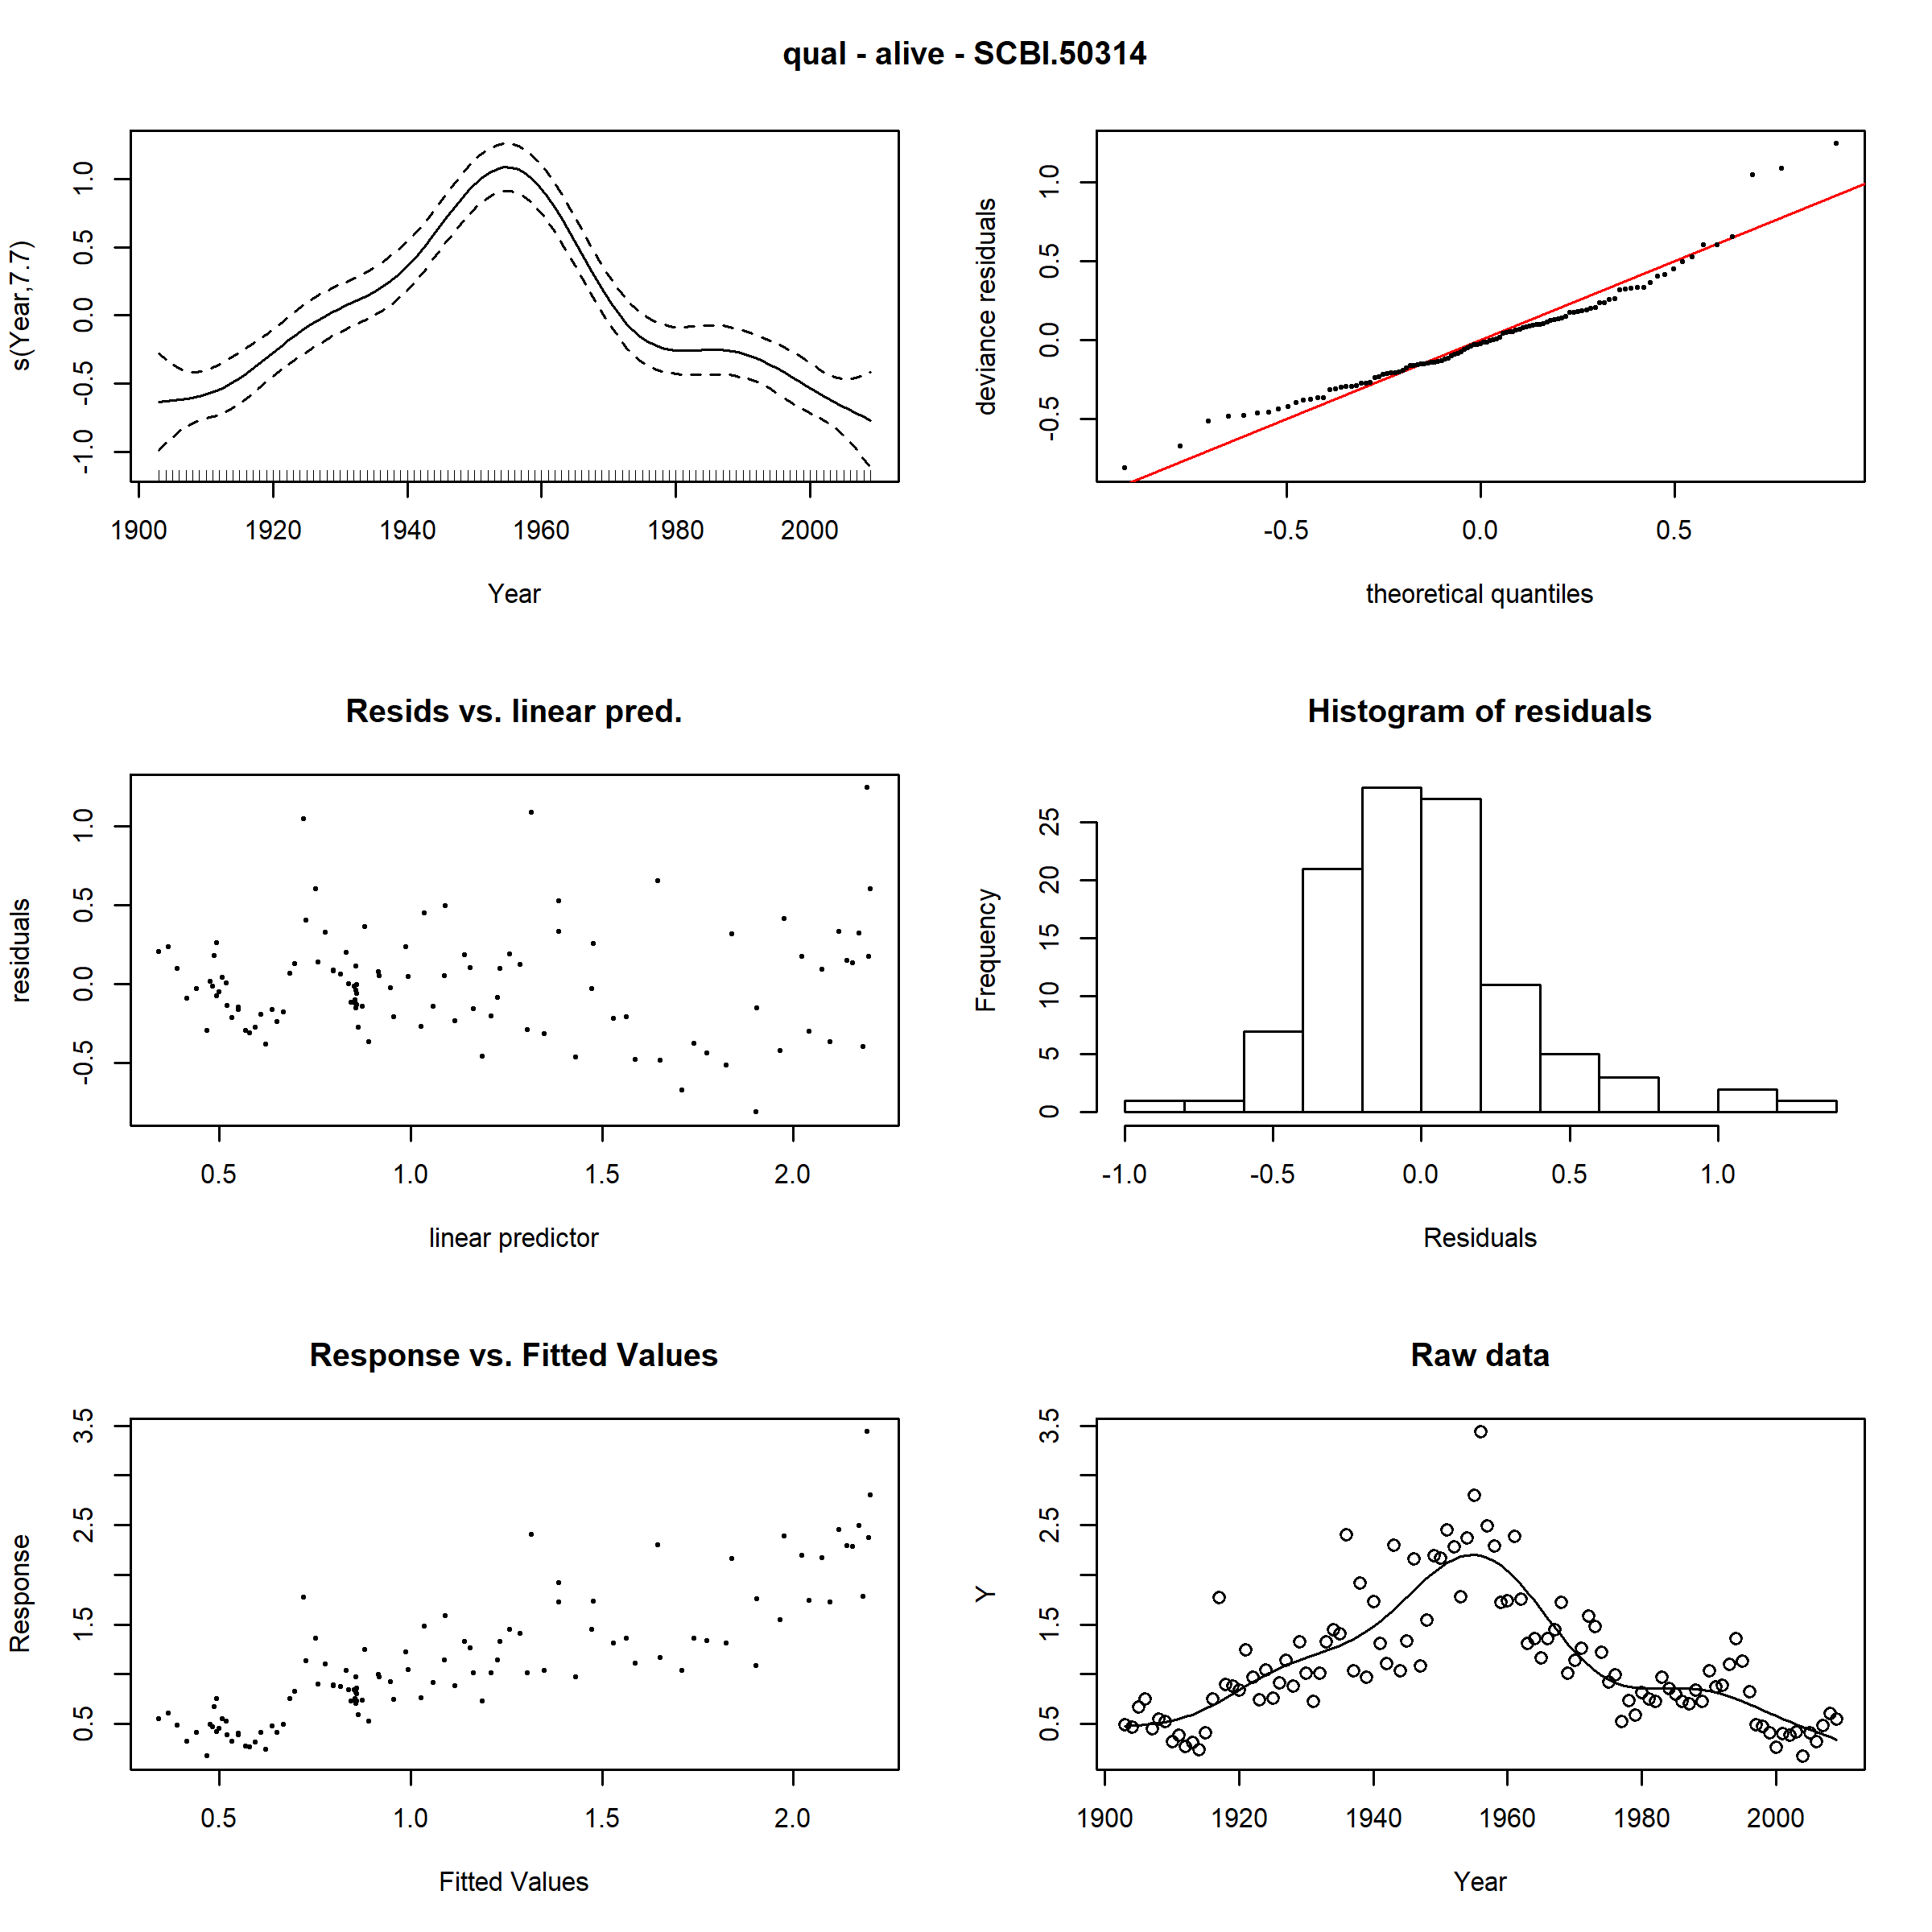 qual - alive - SCBI.50314
s(Year,7.7)
1.0
0.5
0.0
-0.5
-1.0
1900 1920 1940 1960 1980 2000
Year
deviance residuals
1.0
0.5
0.0
-0.5
-0.5 0.0 0.5
theoretical quantiles
Resids vs. linear pred.
residuals
1.0
0.5
0.0
-0.5
0.5 1.0 1.5 2.0
linear predictor
Histogram of residuals
Frequency
25
20
15
10
5
0
-1.0 -0.5 0.0 0.5 1.0
Residuals
Response vs. Fitted Values
Response
3.5
2.5
1.5
0.5
0.5 1.0 1.5 2.0
Fitted Values
Raw data
Y
3.5
2.5
1.5
0.5
1900 1920 1940 1960 1980 2000
Year